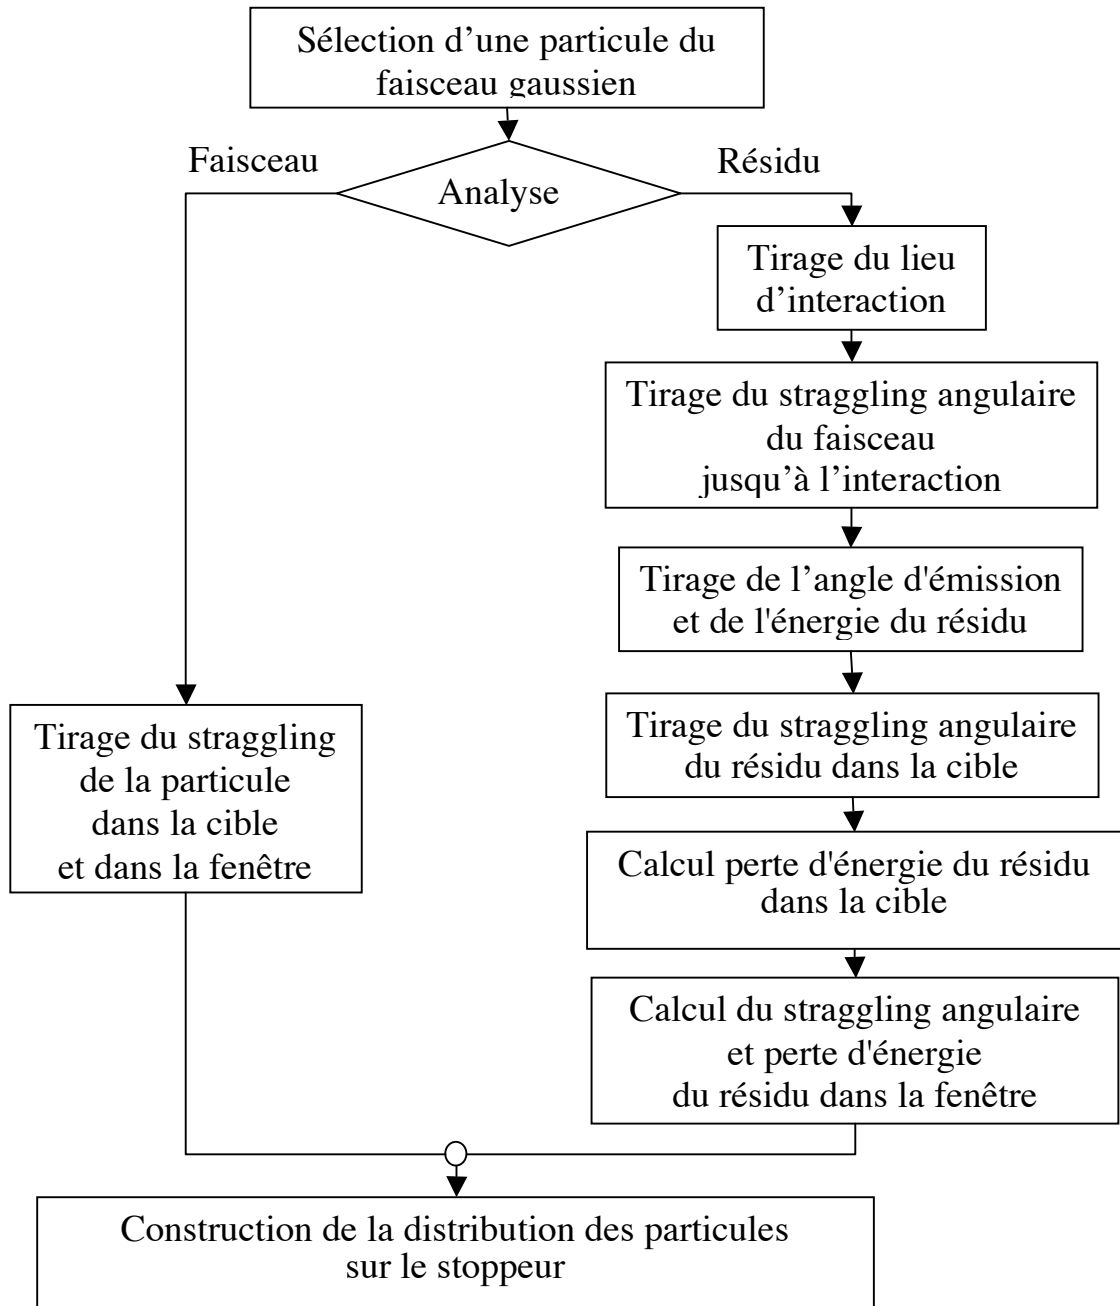 Sélection d’une particule du
faisceau gaussien
Faisceau
Analyse
Résidu
Tirage du lieu
d’interaction
Tirage du straggling angulaire
du faisceau
jusqu’à l’interaction
Tirage de l’angle d'émission
et de l'énergie du résidu
Tirage du straggling
de la particule
dans la cible
et dans la fenêtre
Tirage du straggling angulaire
du résidu dans la cible
Calcul perte d'énergie du résidu
dans la cible
Calcul du straggling angulaire
et perte d'énergie
du résidu dans la fenêtre
Construction de la distribution des particules
sur le stoppeur